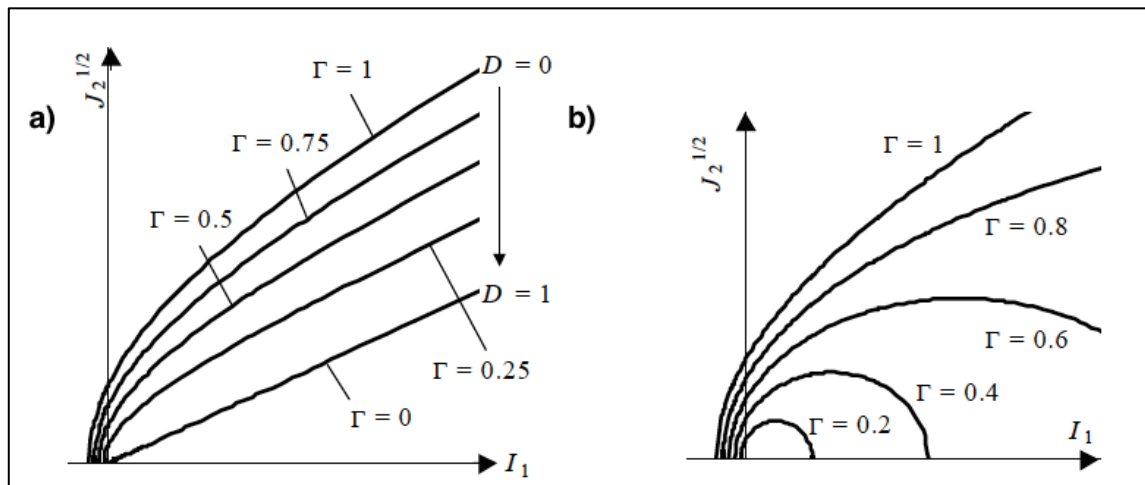 a)
J₂^1/2
Γ = 1
D = 0
Γ = 0.75
Γ = 0.5
D = 1
Γ = 0.25
Γ = 0
I₁
b)
J₂^1/2
Γ = 1
Γ = 0.8
Γ = 0.6
Γ = 0.4
Γ = 0.2
I₁